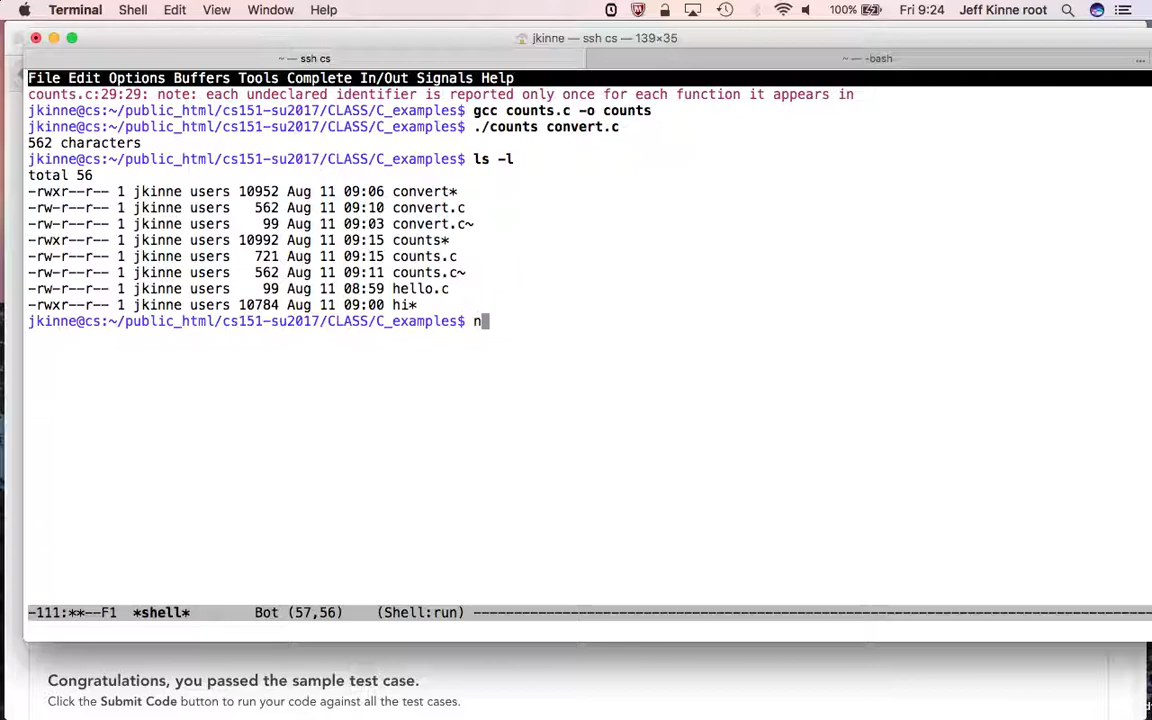 Terminal Shell Edit View Window Help 100% Fri 9:24 Jeff Kinne root
jkinne — ssh cs — 139×35
~ — ssh cs ~ — -bash ...
File Edit Options Buffers Tools Complete In/Out Signals Help
counts.c:29:29: note: each undeclared identifier is reported only once for each function it appears in
jkinne@cs:~/public_html/cs151-su2017/CLASS/C_examples$ gcc counts.c -o counts
jkinne@cs:~/public_html/cs151-su2017/CLASS/C_examples$ ./counts convert.c
562 characters
jkinne@cs:~/public_html/cs151-su2017/CLASS/C_examples$ ls -l
total 56
-rwxr--r-- 1 jkinne users 10952 Aug 11 09:06 convert*
-rw-r--r-- 1 jkinne users   562 Aug 11 09:10 convert.c
-rw-r--r-- 1 jkinne users    99 Aug 11 09:03 convert.c~
-rwxr--r-- 1 jkinne users 10992 Aug 11 09:15 counts*
-rw-r--r-- 1 jkinne users   721 Aug 11 09:15 counts.c
-rw-r--r-- 1 jkinne users   562 Aug 11 09:11 counts.c~
-rw-r--r-- 1 jkinne users    99 Aug 11 08:59 hello.c
-rwxr--r-- 1 jkinne users 10784 Aug 11 09:00 hi*
jkinne@cs:~/public_html/cs151-su2017/CLASS/C_examples$ n
-111:**--F1 *shell* Bot (57,56) (Shell:run) ------------------------------------------------------------------------------------
Congratulations, you passed the sample test case.
Click the Submit Code button to run your code against all the test cases.